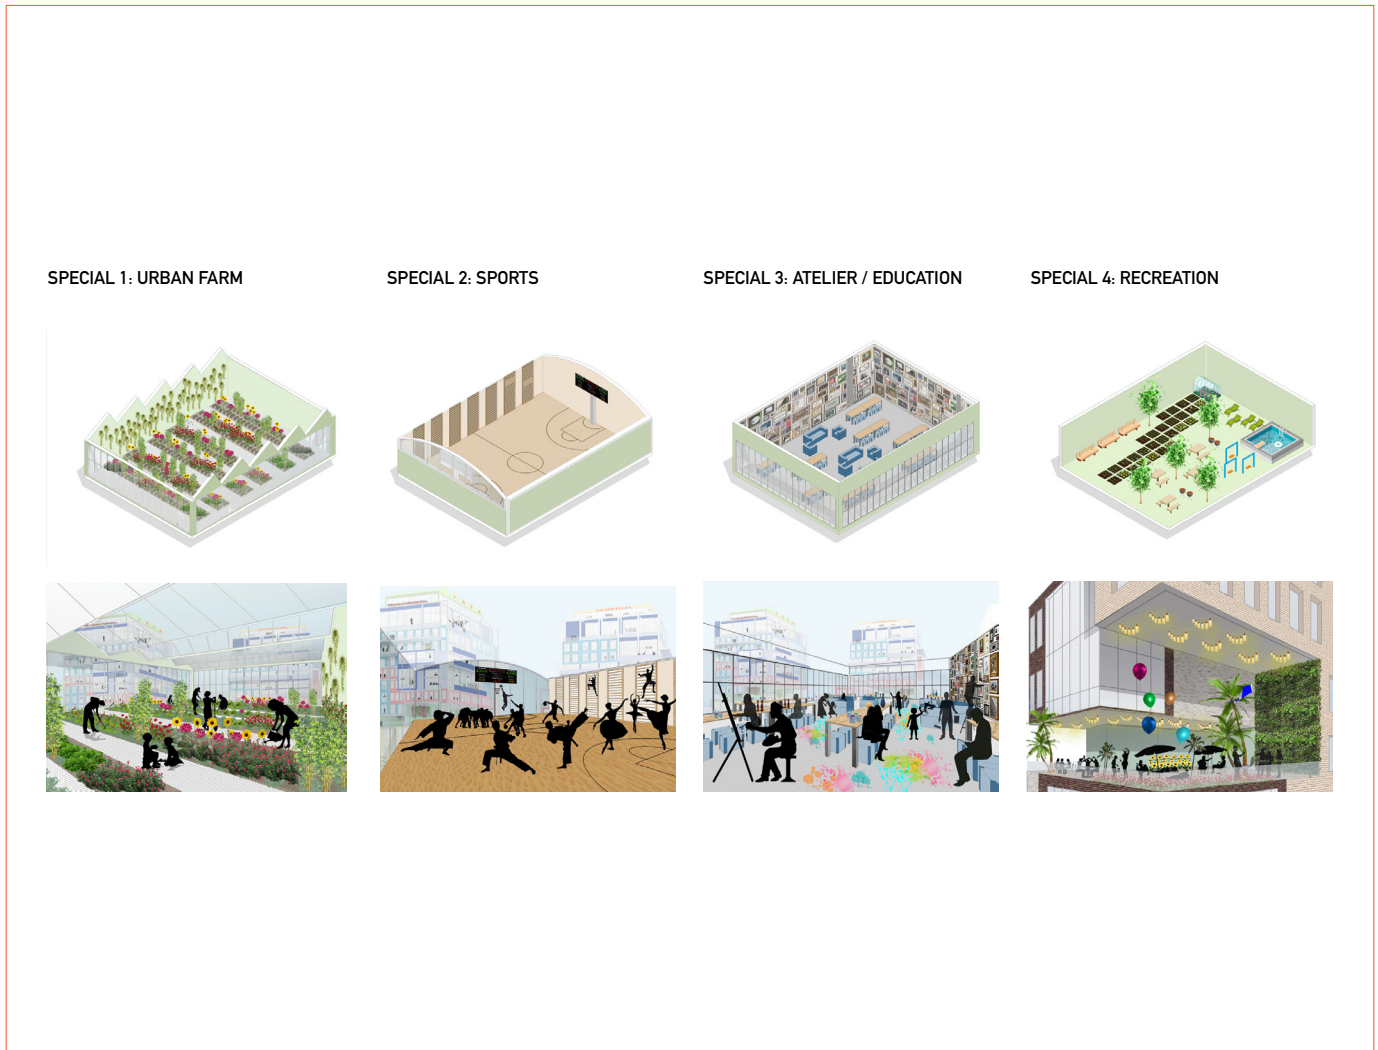 SPECIAL 1: URBAN FARM
SPECIAL 2: SPORTS
SPECIAL 3: ATELIER / EDUCATION
SPECIAL 4: RECREATION